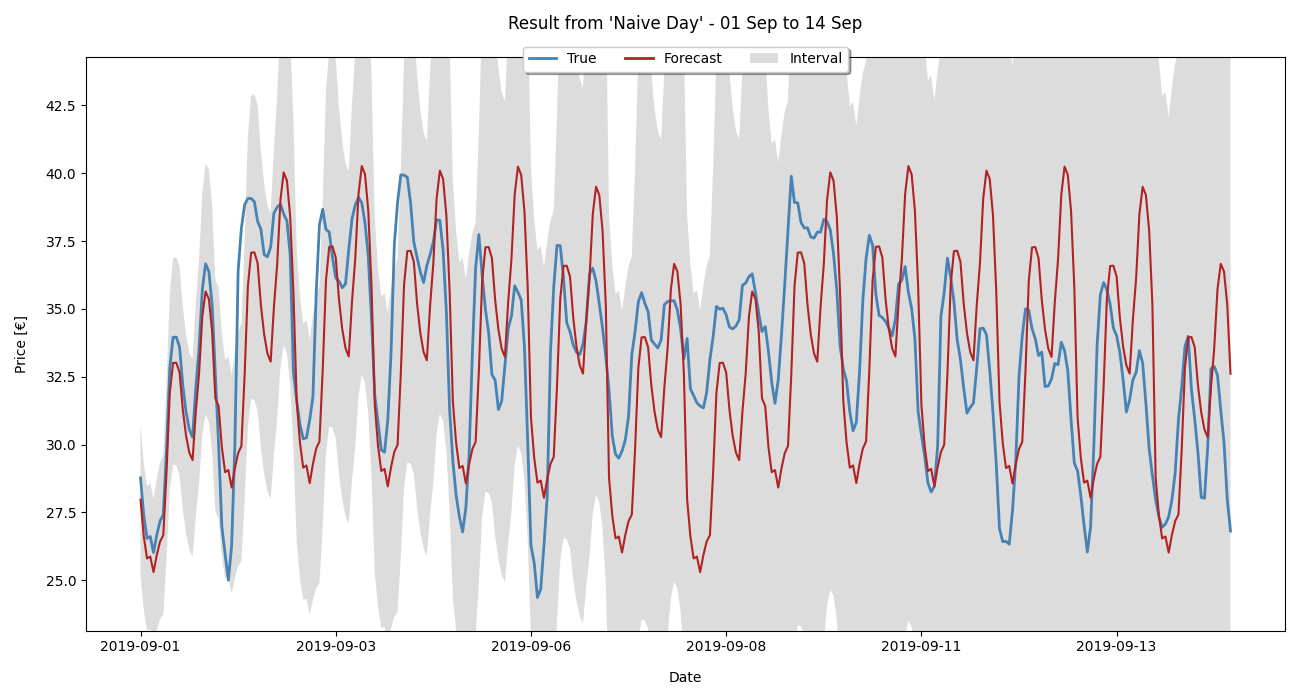 Result from 'Naive Day' - 01 Sep to 14 Sep
True Forecast Interval
Price [€]
42.5
40.0
37.5
35.0
32.5
30.0
27.5
25.0
2019-09-01 2019-09-03 2019-09-06 2019-09-08 2019-09-11 2019-09-13
Date